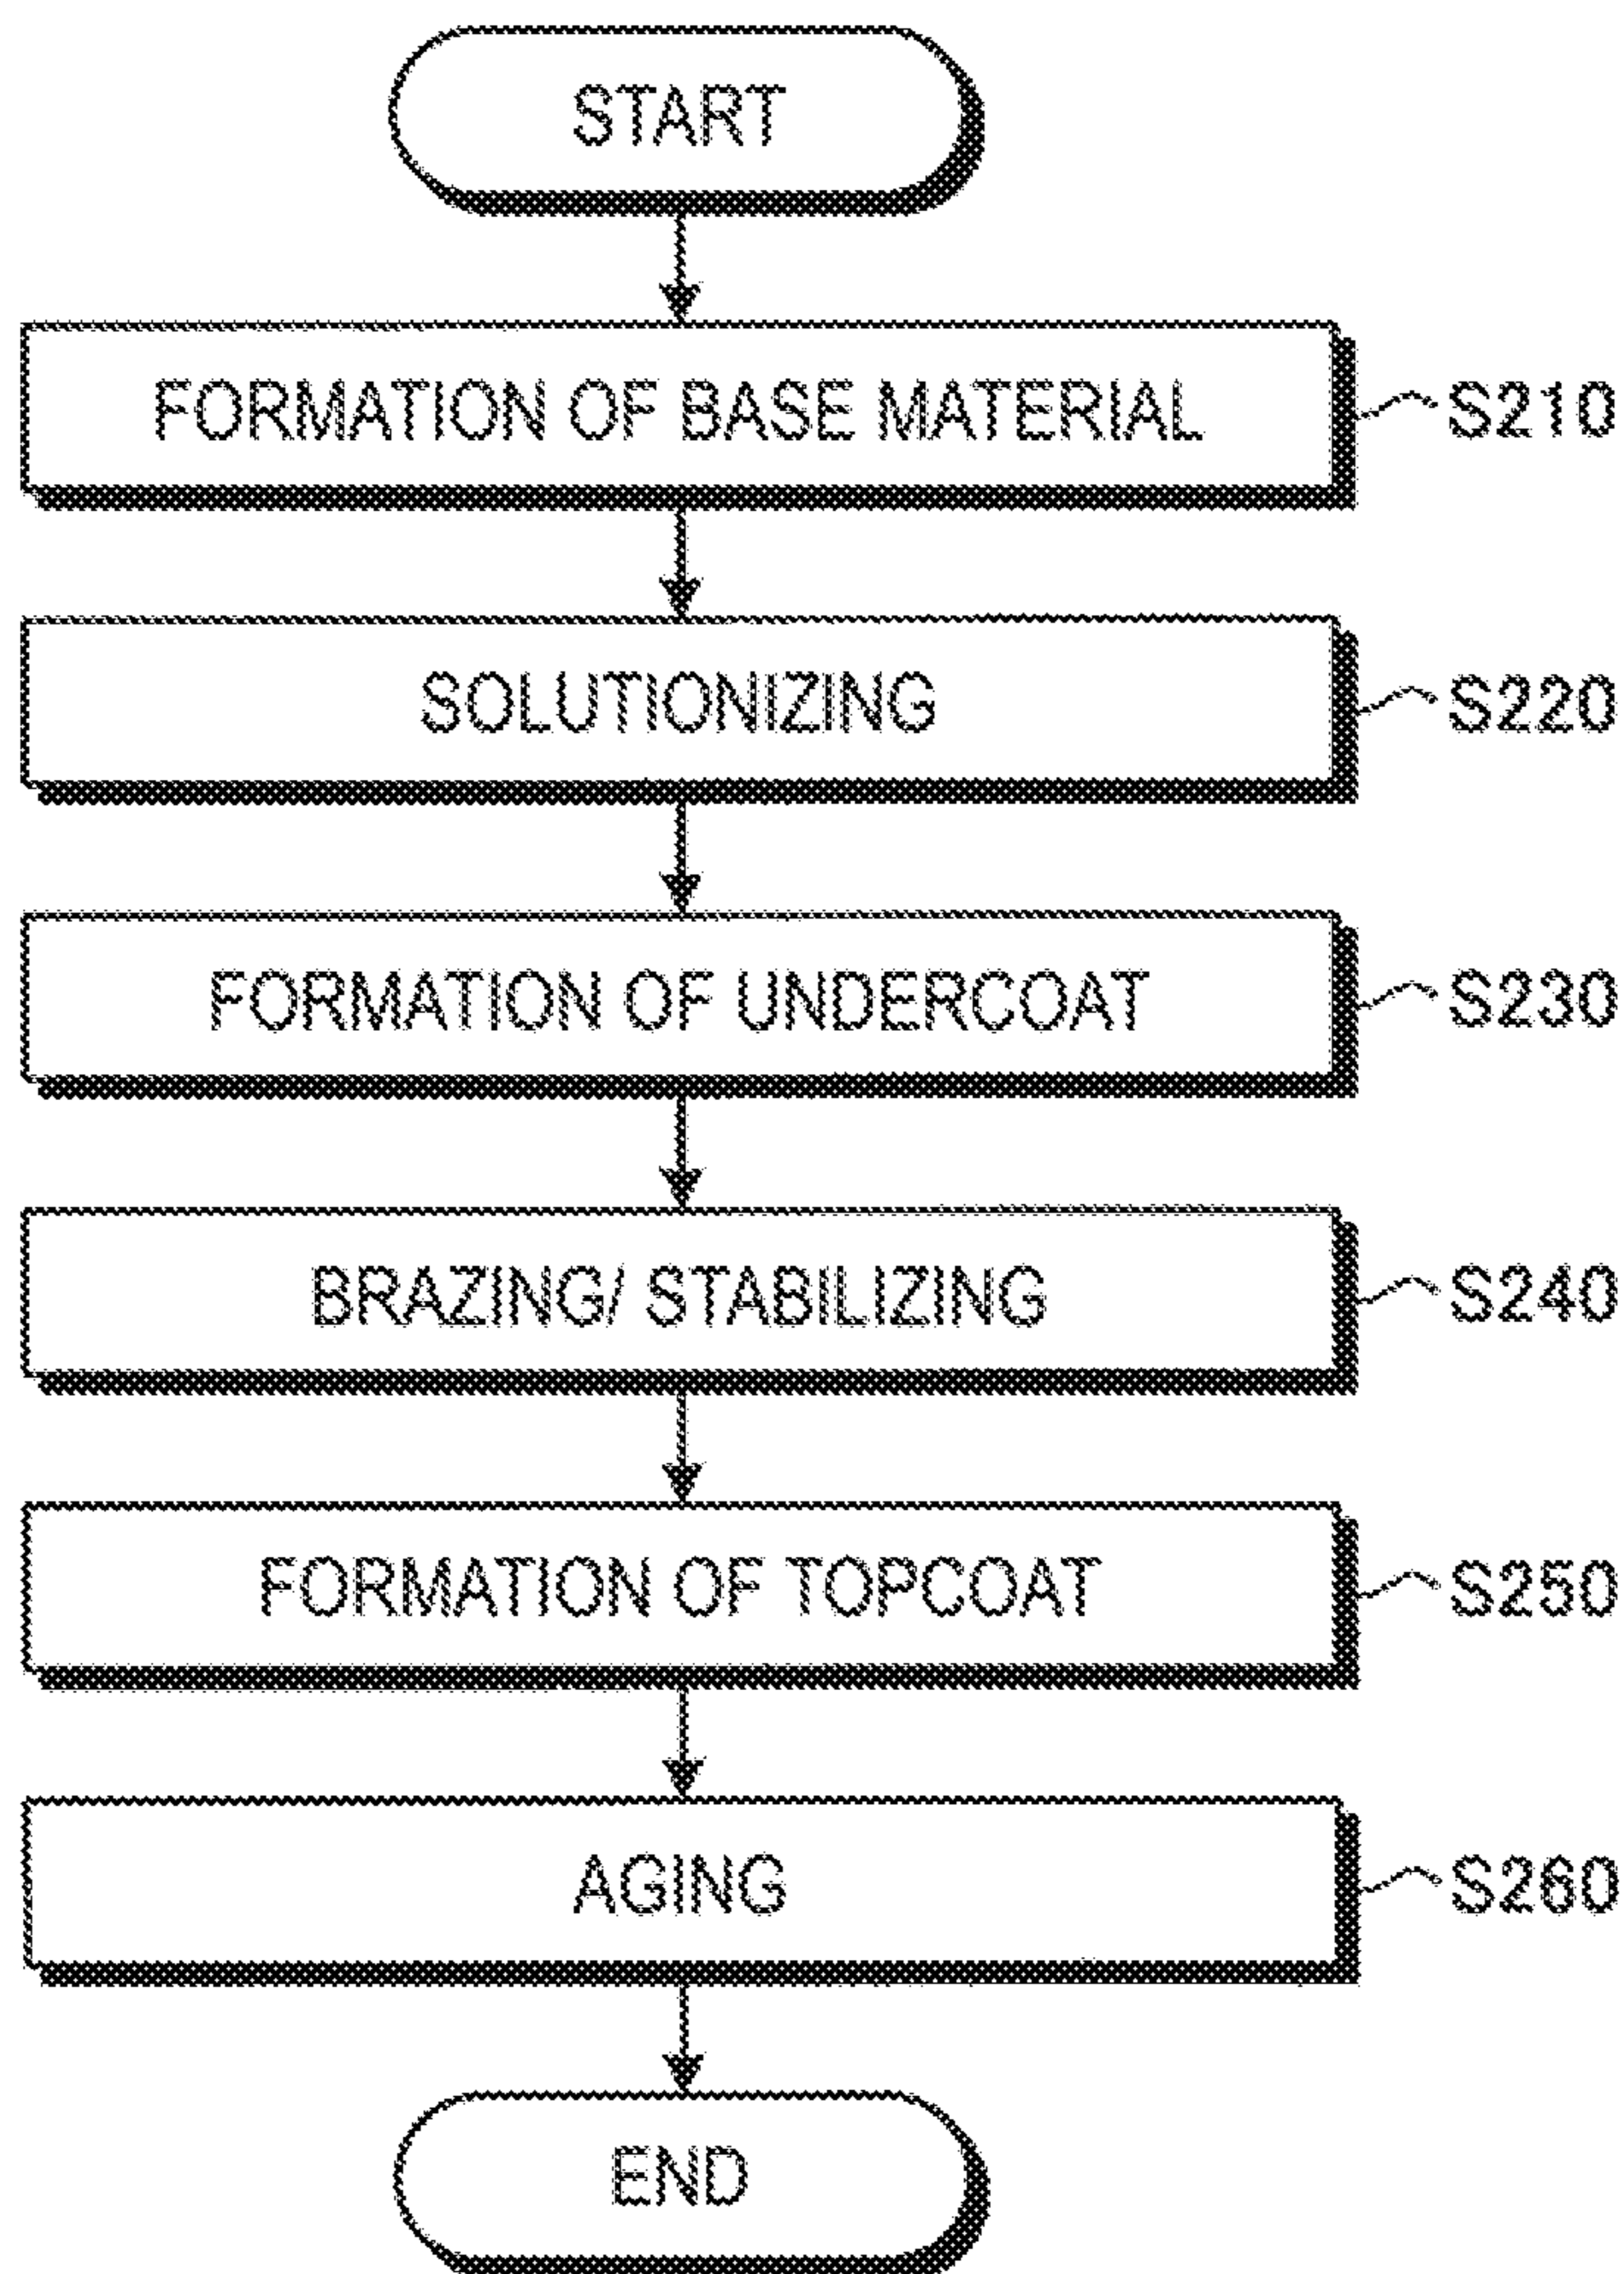 START
FORMATION OF BASE MATERIAL S210
SOLUTIONIZING S220
FORMATION OF UNDERCOAT S230
BRAZING/ STABILIZING S240
FORMATION OF TOPCOAT S250
AGING S260
END